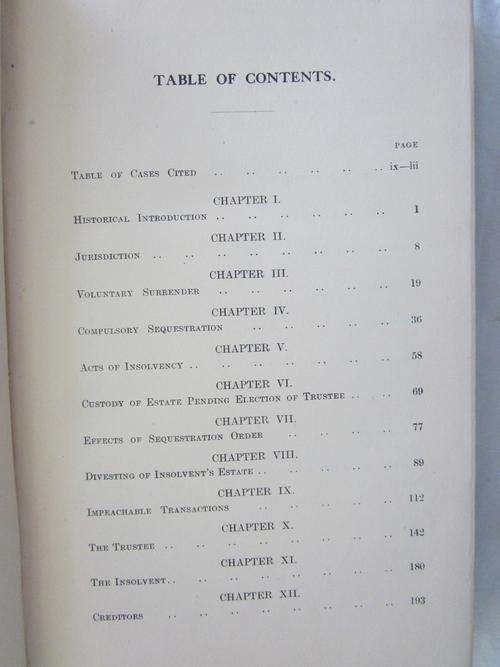 TABLE OF CONTENTS.
PAGE
TABLE OF CASES CITED .. .. .. .. .. .. ix—lii
CHAPTER I.
HISTORICAL INTRODUCTION .. .. .. .. .. .. 1
CHAPTER II.
JURISDICTION .. .. .. .. .. .. .. .. 8
CHAPTER III.
VOLUNTARY SURRENDER .. .. .. .. .. .. 19
CHAPTER IV.
COMPULSORY SEQUESTRATION .. .. .. .. .. 36
CHAPTER V.
ACTS OF INSOLVENCY .. .. .. .. .. .. .. 58
CHAPTER VI.
CUSTODY OF ESTATE PENDING ELECTION OF TRUSTEE .. .. 69
CHAPTER VII.
EFFECTS OF SEQUESTRATION ORDER .. .. .. .. 77
CHAPTER VIII.
DIVESTING OF INSOLVENT'S ESTATE .. .. .. .. .. 89
CHAPTER IX.
IMPEACHABLE TRANSACTIONS .. .. .. .. .. 112
CHAPTER X.
THE TRUSTEE .. .. .. .. .. .. .. .. 142
CHAPTER XI.
THE INSOLVENT .. .. .. .. .. .. .. .. 180
CHAPTER XII.
CREDITORS .. .. .. .. .. .. .. .. 193